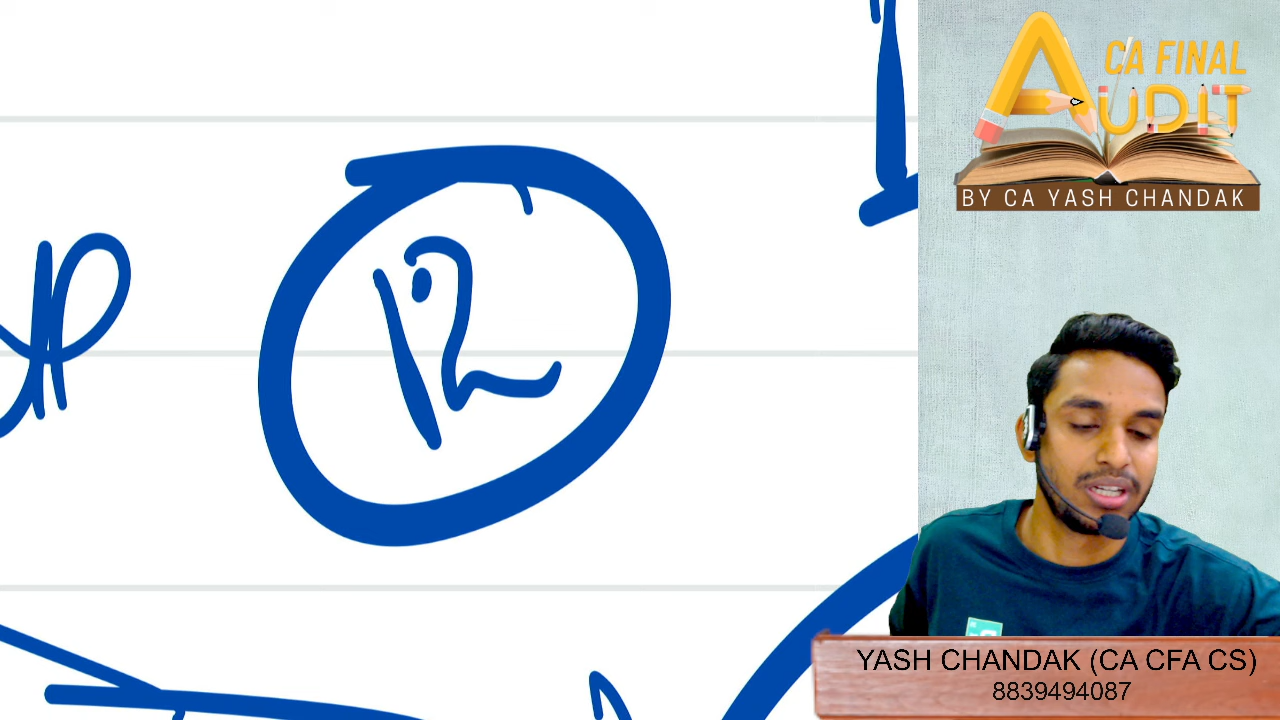 CA FINAL
AUDIT
BY CA YASH CHANDAK
12
YASH CHANDAK (CA CFA CS)
8839494087